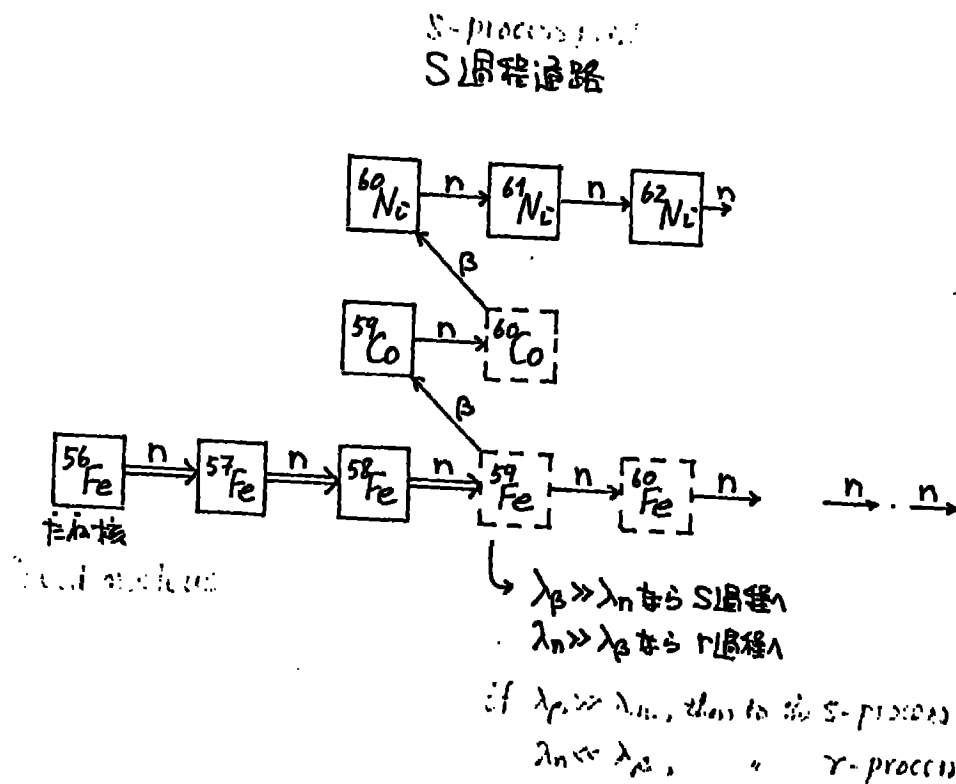 S-process
S過程通路
60Ni n 61Ni n 62Ni n
β
59Co n 60Co
β
56Fe n 57Fe n 58Fe n 59Fe n 60Fe n n . n
たね核
Seed nucleus
λβ≫λn なら S過程へ
λn≫λβ なら r過程へ
if λβ≫λn, then to the s-process
λn≪λβ, 〃 r-process